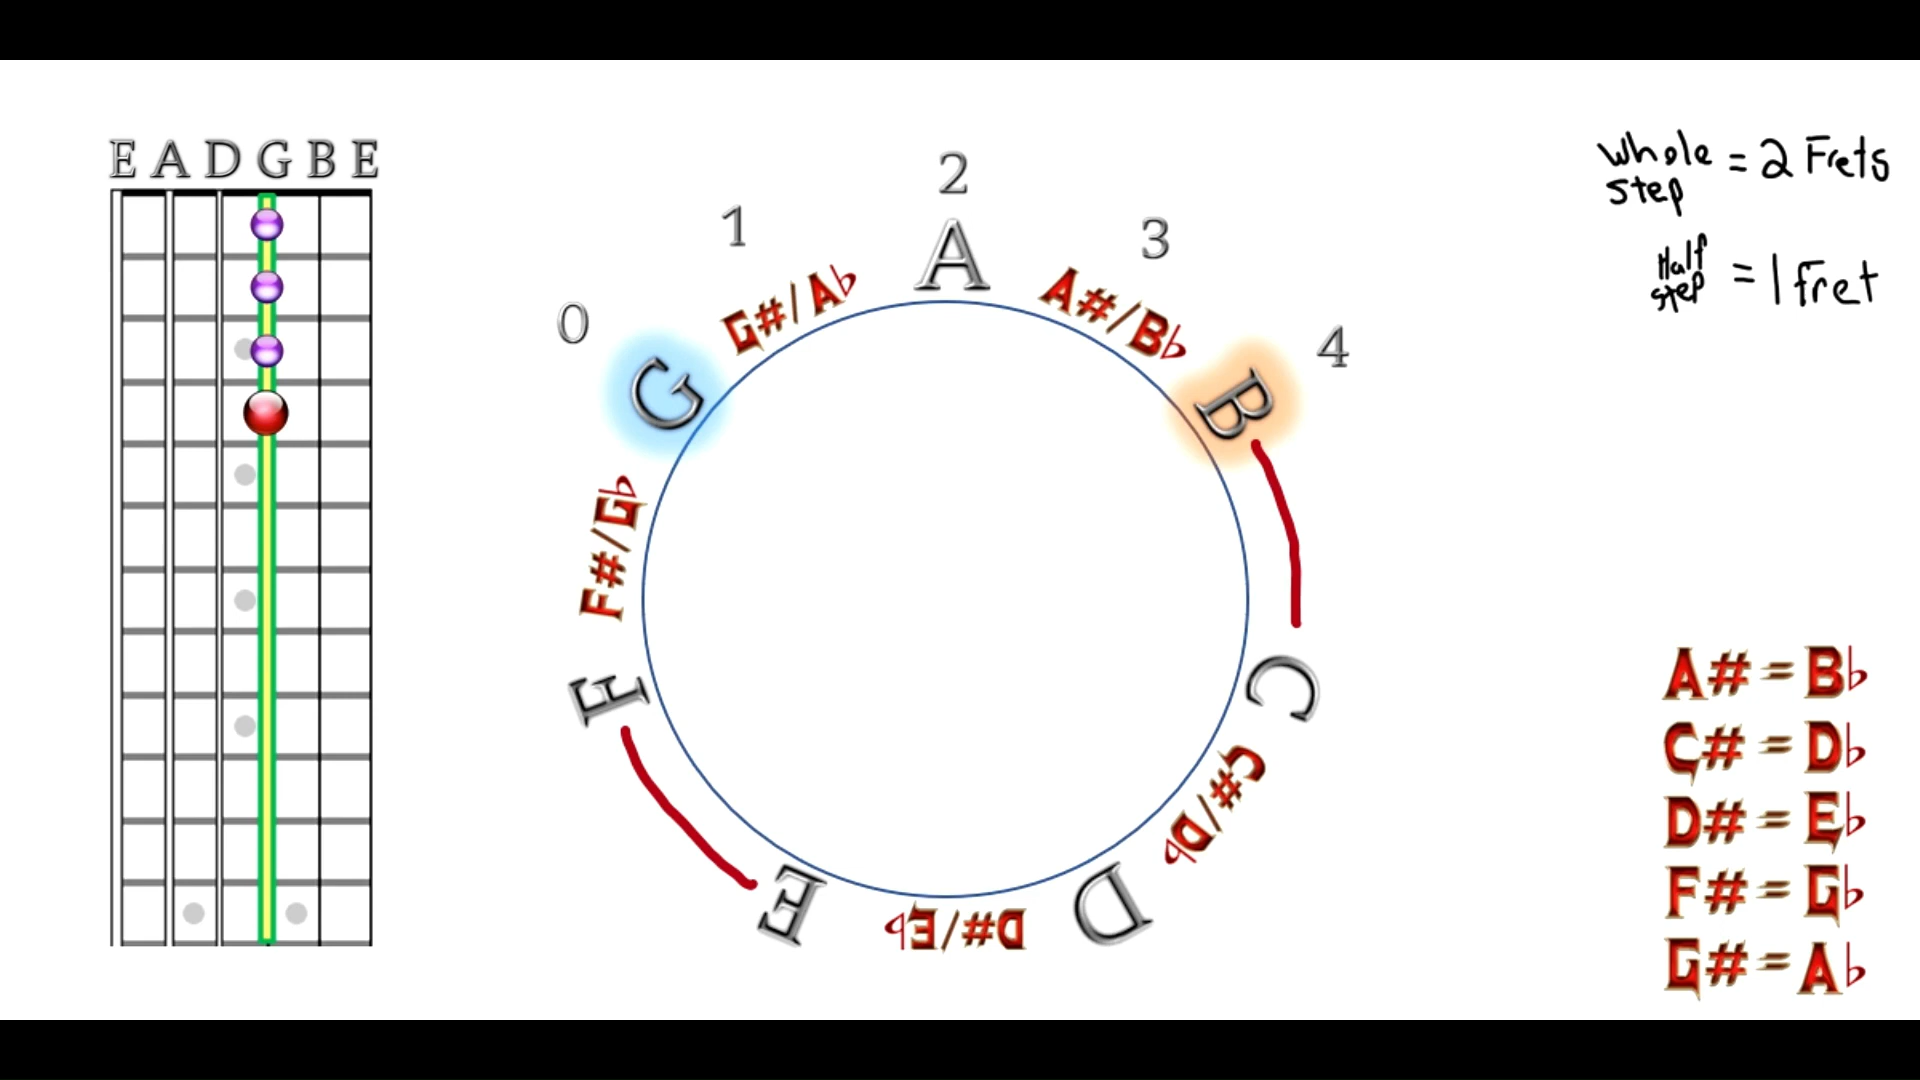 E A D G B E
0
1
2
3
4
G
G#/A♭
A
A#/B♭
B
C
C#/D♭
D
D#/E♭
E
F
F#/G♭
Whole step = 2 Frets
Half step = 1 fret
A# = B♭
C# = D♭
D# = E♭
F# = G♭
G# = A♭